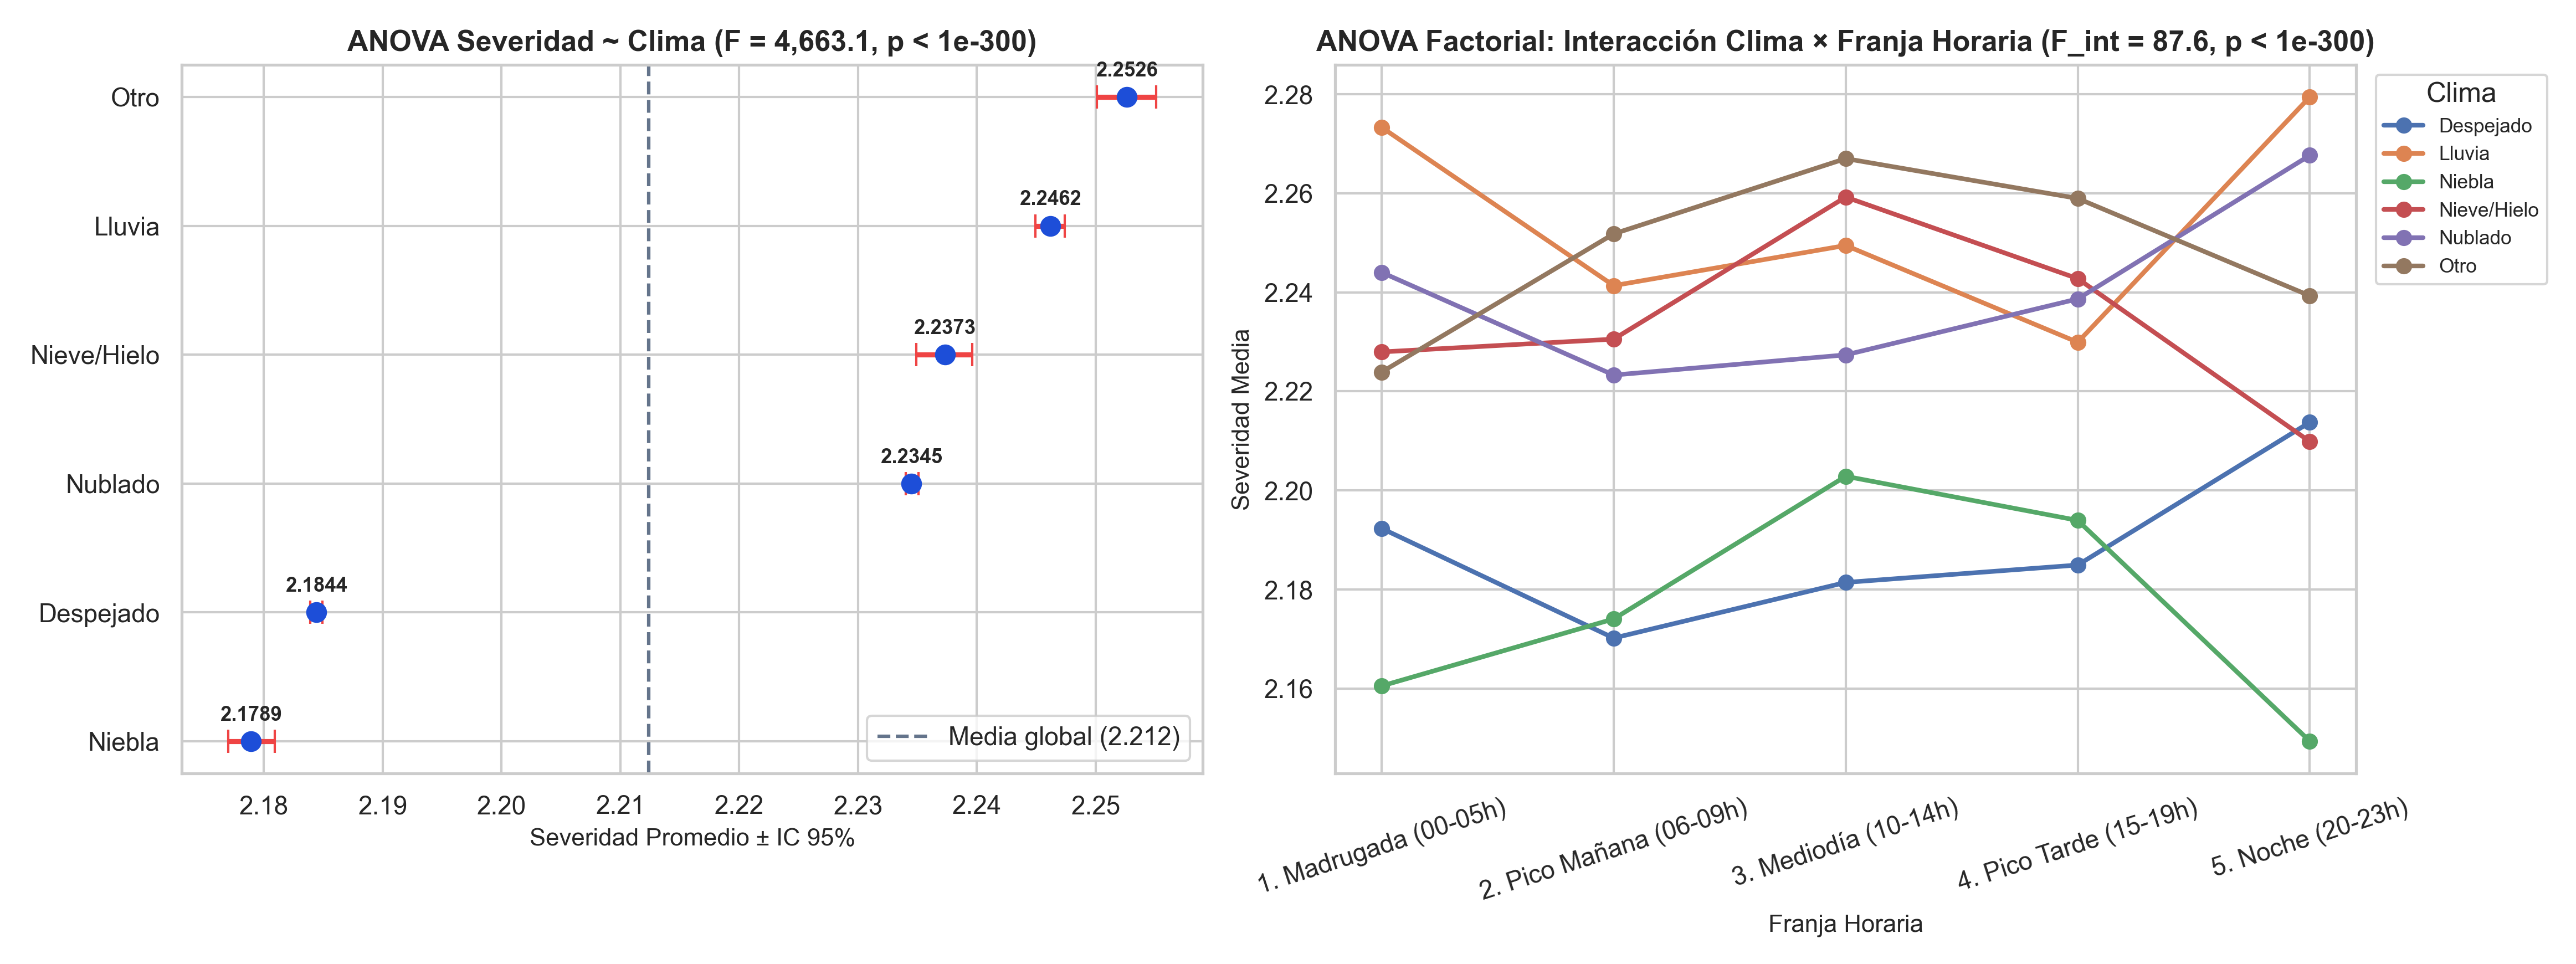 ANOVA Severidad ~ Clima (F = 4,663.1, p < 1e-300)
Otro
Lluvia
Nieve/Hielo
Nublado
Despejado
Niebla
2.2526
2.2462
2.2373
2.2345
2.1844
2.1789
Media global (2.212)
2.18 2.19 2.20 2.21 2.22 2.23 2.24 2.25
Severidad Promedio ± IC 95%
ANOVA Factorial: Interacción Clima × Franja Horaria (F_int = 87.6, p < 1e-300)
Severidad Media
2.28
2.26
2.24
2.22
2.20
2.18
2.16
1. Madrugada (00-05h)
2. Pico Mañana (06-09h)
3. Mediodía (10-14h)
4. Pico Tarde (15-19h)
5. Noche (20-23h)
Franja Horaria
Clima
Despejado
Lluvia
Niebla
Nieve/Hielo
Nublado
Otro